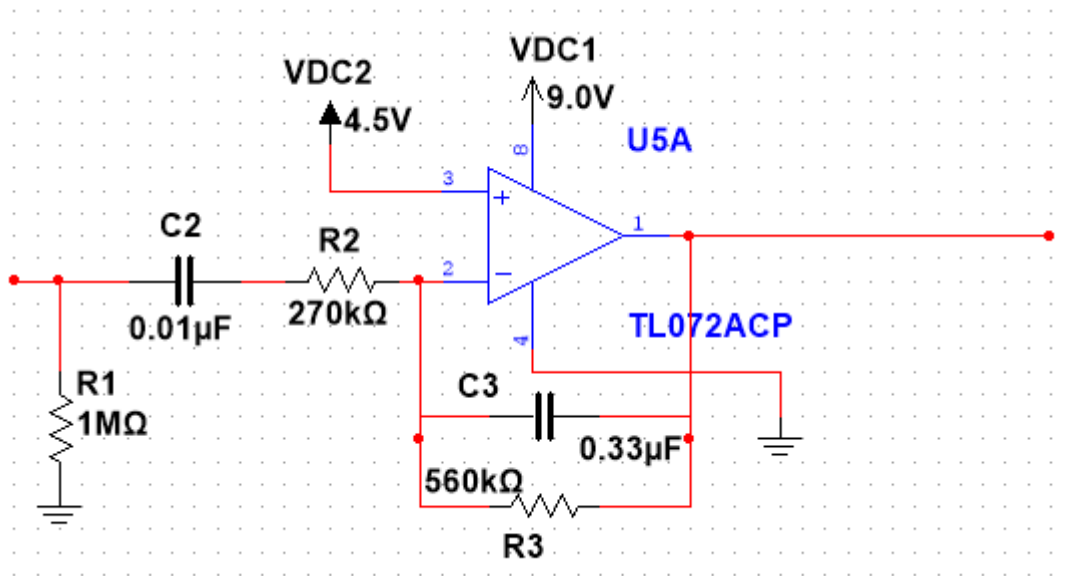 VDC1
VDC2
9.0V
4.5V
U5A
8
3
+
1
C2
R2
2
−
0.01µF
270kΩ
TL072ACP
4
R1
C3
1MΩ
0.33µF
560kΩ
R3